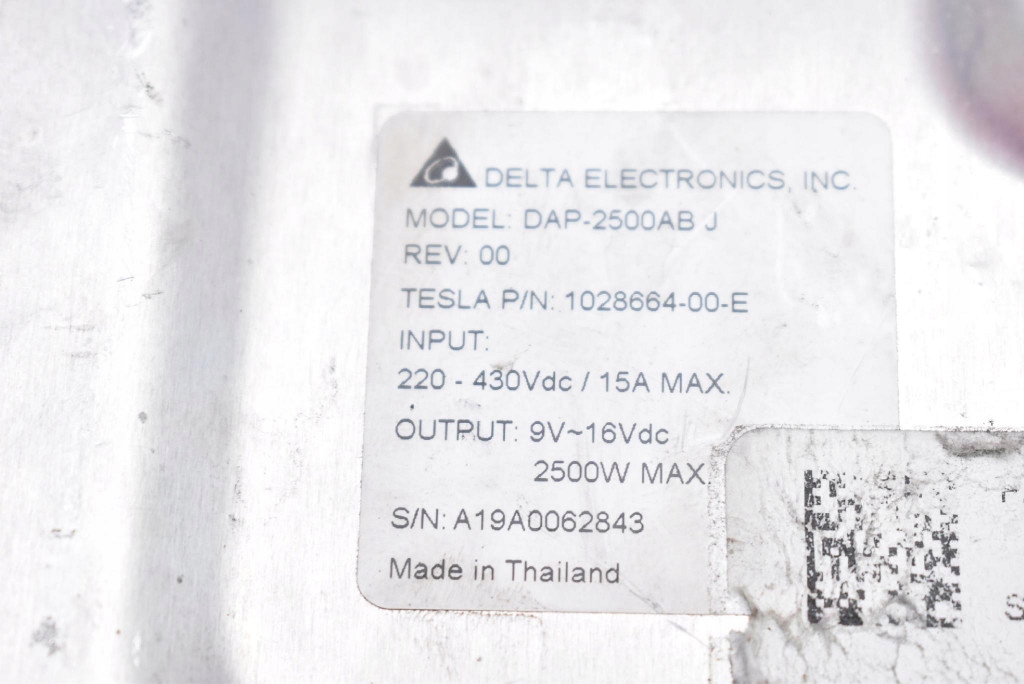 DELTA ELECTRONICS, INC.
MODEL: DAP-2500AB J
REV: 00
TESLA P/N: 1028664-00-E
INPUT:
220 - 430Vdc / 15A MAX.
OUTPUT: 9V~16Vdc
2500W MAX.
S/N: A19A0062843
Made in Thailand